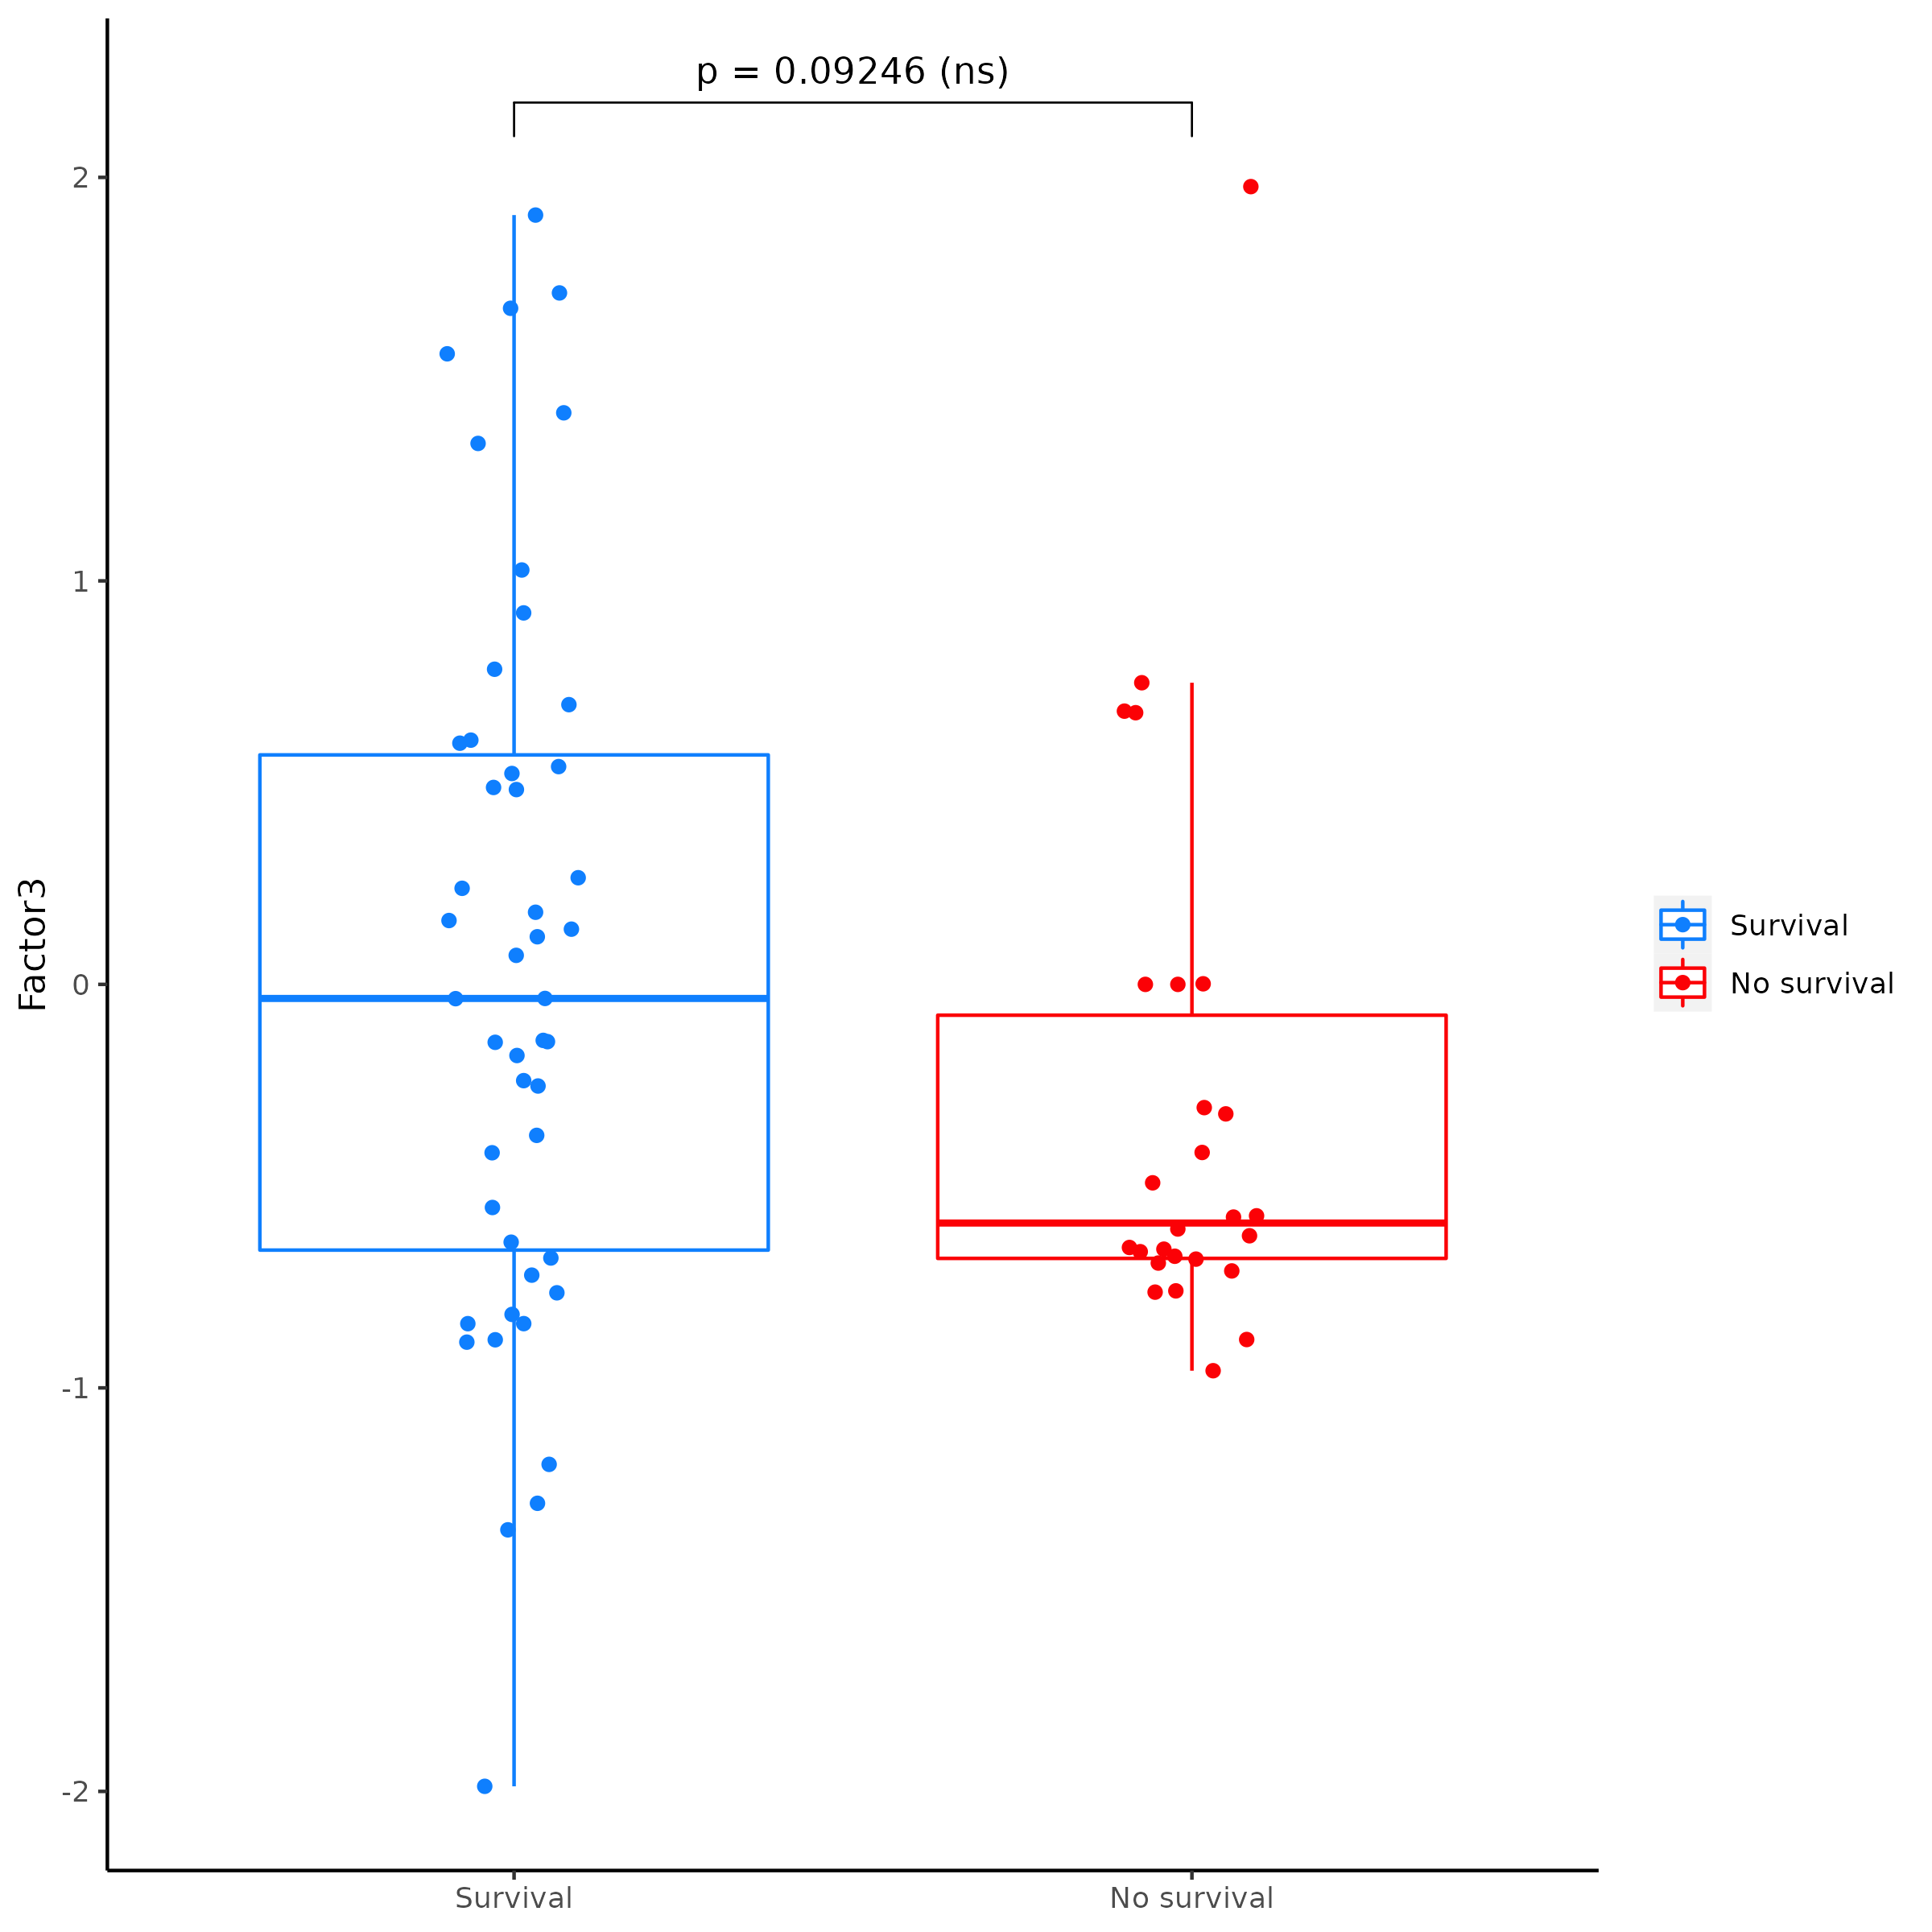 p = 0.09246 (ns)
2
1
0
-1
-2
Factor3
Survival
No survival
Survival
No survival